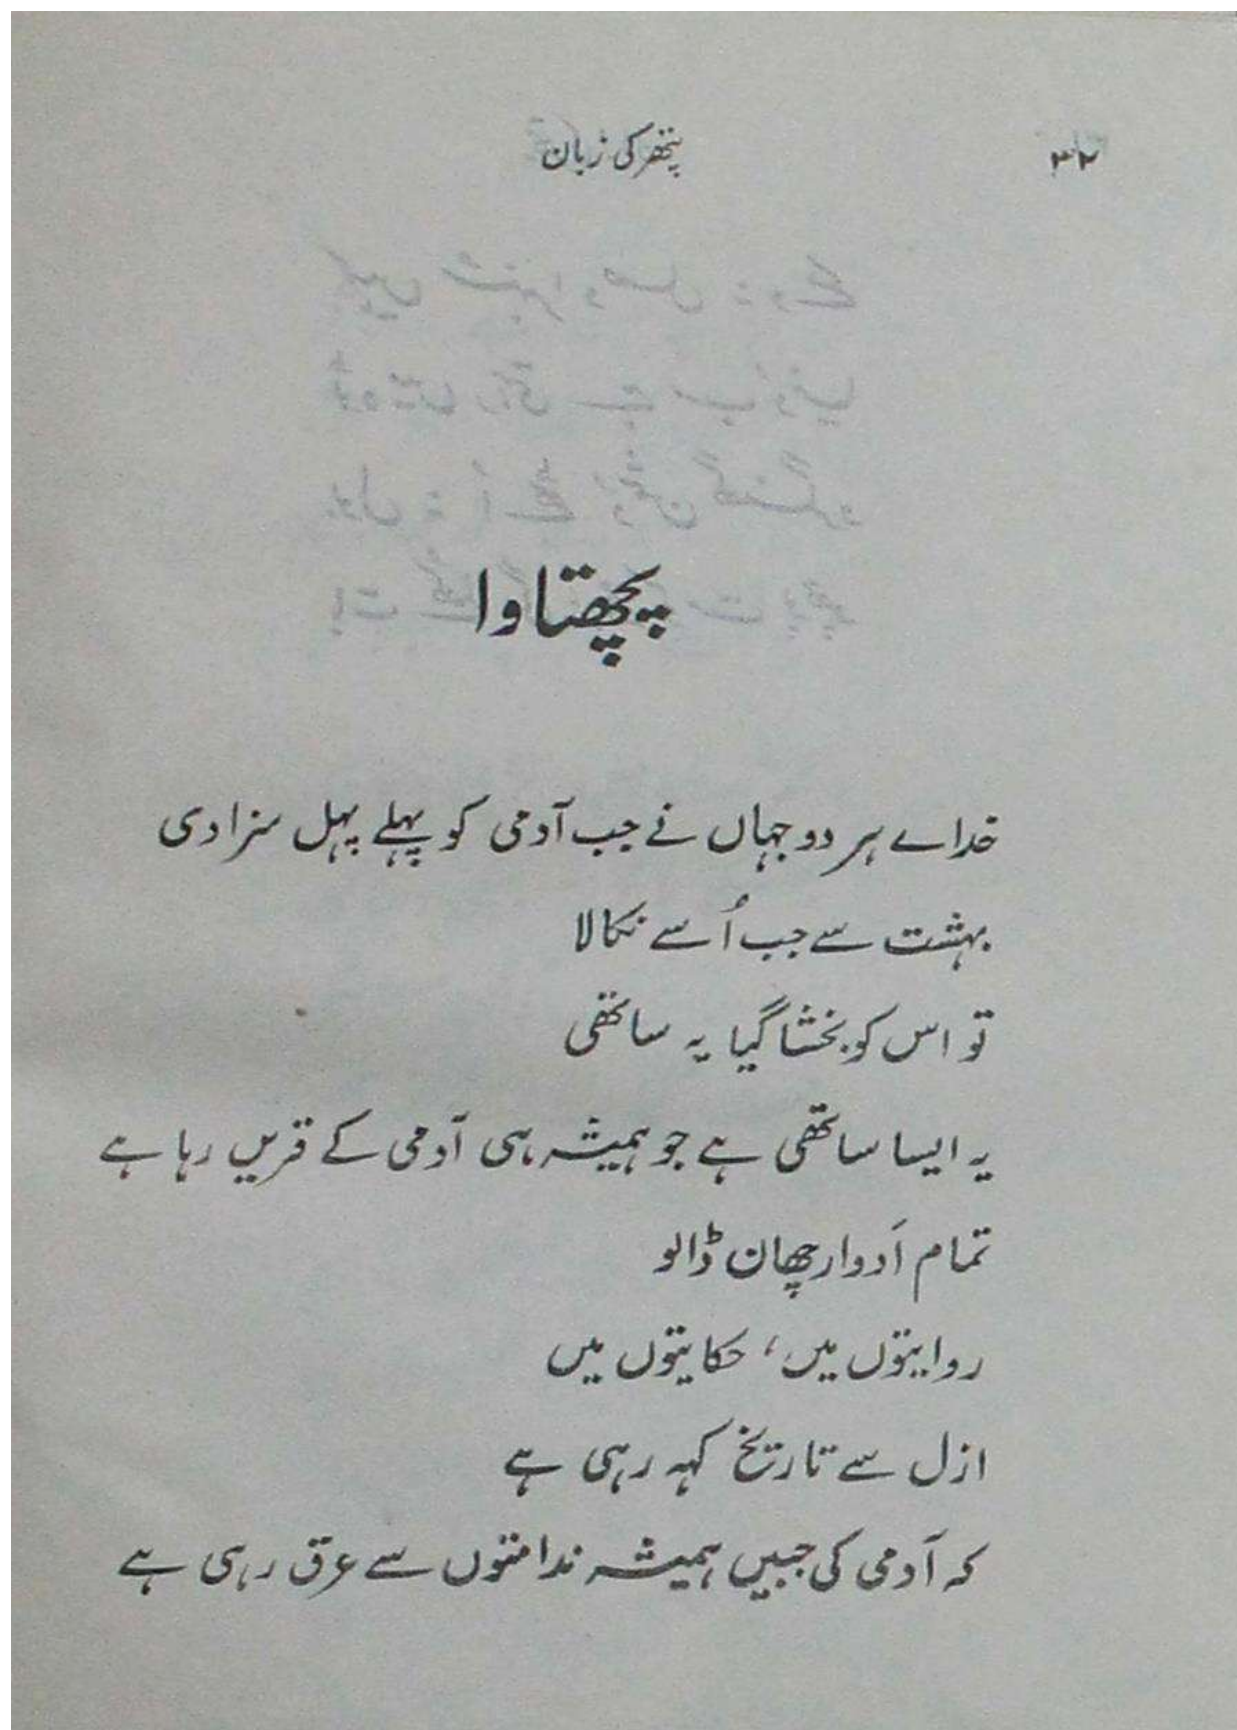 ۳۲
پتھر کی زبان
پچھتاوا
خداے ہر دو جہاں نے جب آدمی کو پہلے پہل سزا دی
بہشت سے جب اُسے نکالا
تو اس کو بخشا گیا یہ ساتھی
یہ ایسا ساتھی ہے جو ہمیشہ ہی آدمی کے قریں رہا ہے
تمام اَدوار چھان ڈالو
روایتوں میں، حکایتوں میں
ازل سے تاریخ کہہ رہی ہے
کہ آدمی کی جبیں ہمیشہ ندامتوں سے عرق رہی ہے